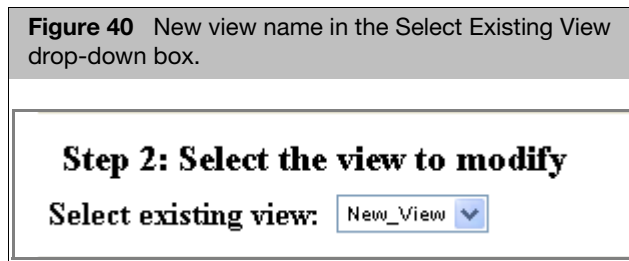 Figure 40 New view name in the Select Existing View
drop-down box.
Step 2: Select the view to modify
Select existing view: New_View